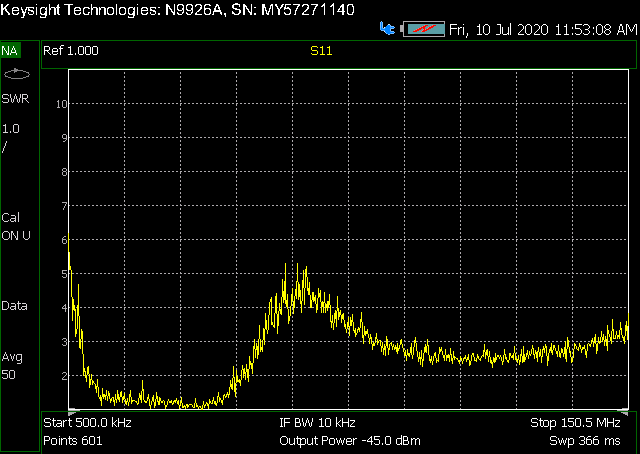 Keysight Technologies: N9926A, SN: MY57271140
Fri, 10 Jul 2020 11:53:08 AM
NA
Ref 1.000
S11
SWR
1.0
/
Cal
ON U
Data
Avg
50
10
9
8
7
6
5
4
3
2
Start 500.0 kHz
IF BW 10 kHz
Stop 150.5 MHz
Points 601
Output Power -45.0 dBm
Swp 366 ms